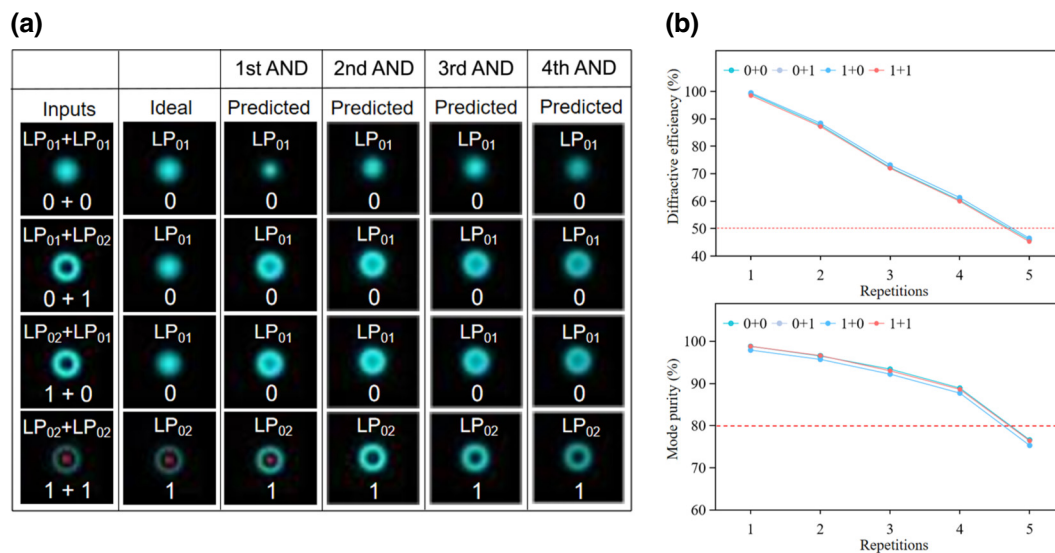 (a)
1st AND 2nd AND 3rd AND 4th AND
Inputs Ideal Predicted Predicted Predicted Predicted
LP₀₁+LP₀₁ LP₀₁ LP₀₁ LP₀₁ LP₀₁ LP₀₁
0 + 0 0 0 0 0 0
LP₀₁+LP₀₂ LP₀₁ LP₀₁ LP₀₁ LP₀₁ LP₀₁
0 + 1 0 0 0 0 0
LP₀₂+LP₀₁ LP₀₁ LP₀₁ LP₀₁ LP₀₁ LP₀₁
1 + 0 0 0 0 0 0
LP₀₂+LP₀₂ LP₀₂ LP₀₂ LP₀₂ LP₀₂ LP₀₂
1 + 1 1 1 1 1 1
(b)
Diffractive efficiency (%)
0+0 0+1 1+0 1+1
100
90
80
70
60
50
40
1 2 3 4 5
Repetitions
Mode purity (%)
0+0 0+1 1+0 1+1
100
90
80
70
60
1 2 3 4 5
Repetitions